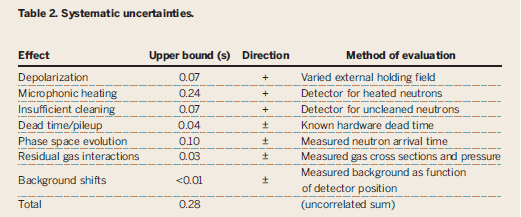 Table 2. Systematic uncertainties.
Effect Upper bound (s) Direction Method of evaluation
Depolarization 0.07 + Varied external holding field
Microphonic heating 0.24 + Detector for heated neutrons
Insufficient cleaning 0.07 + Detector for uncleaned neutrons
Dead time/pileup 0.04 ± Known hardware dead time
Phase space evolution 0.10 ± Measured neutron arrival time
Residual gas interactions 0.03 ± Measured gas cross sections and pressure
Background shifts <0.01 ± Measured background as function
of detector position
Total 0.28 (uncorrelated sum)